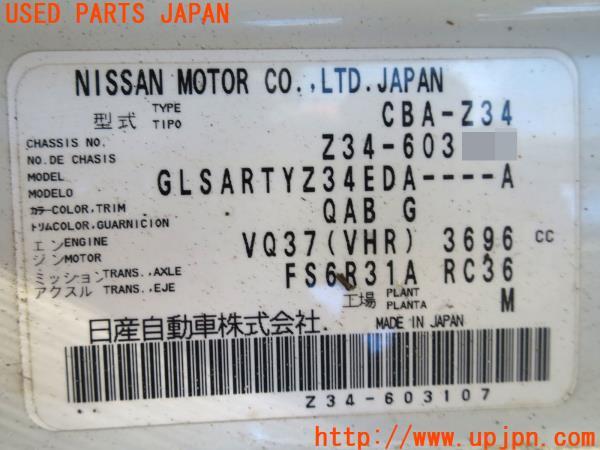 USED PARTS JAPAN
NISSAN MOTOR CO.,LTD.JAPAN
型式 TYPE TIPO CBA-Z34
CHASSIS NO. NO.DE CHASIS Z34-603
MODEL MODELO GLSARTYZ34EDA----A
カラー COLOR,TRIM トリム COLOR,GUARNICION QAB G
エンジン ENGINE MOTOR VQ37(VHR) 3696 CC
ミッション TRANS.,AXLE アクスル TRANS.,EJE FS6R31A RC36
工場 PLANT PLANTA M
日産自動車株式会社. MADE IN JAPAN
Z34-603107
UPJ http://www.upjpn.com